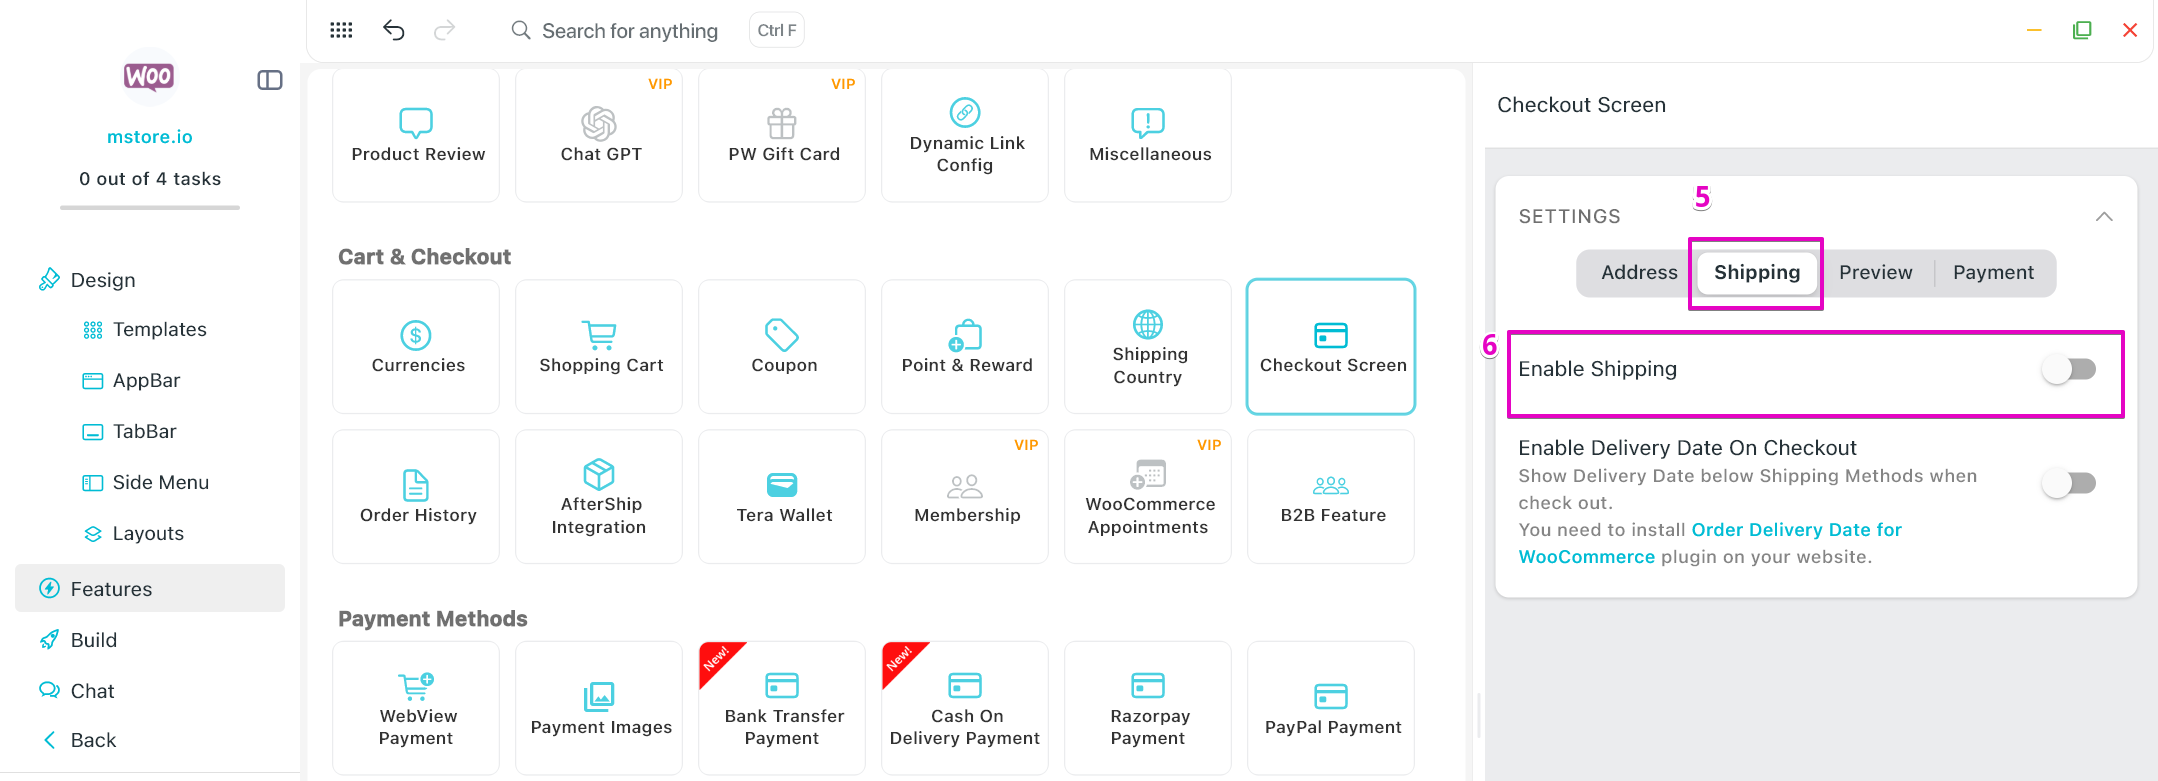 Search for anything
Ctrl F
WOO
mstore.io
0 out of 4 tasks
Design
Templates
AppBar
TabBar
Side Menu
Layouts
Features
Build
Chat
Back
Product Review
VIP
Chat GPT
VIP
PW Gift Card
Dynamic Link
Config
Miscellaneous
Cart & Checkout
Currencies
Shopping Cart
Coupon
Point & Reward
Shipping
Country
Checkout Screen
Order History
AfterShip
Integration
Tera Wallet
VIP
Membership
VIP
WooCommerce
Appointments
B2B Feature
Payment Methods
WebView
Payment
Payment Images
New!
Bank Transfer
Payment
New!
Cash On
Delivery Payment
Razorpay
Payment
PayPal Payment
Checkout Screen
5
SETTINGS
Address
Shipping
Preview
Payment
6
Enable Shipping
Enable Delivery Date On Checkout
Show Delivery Date below Shipping Methods when
check out.
You need to install Order Delivery Date for
WooCommerce plugin on your website.